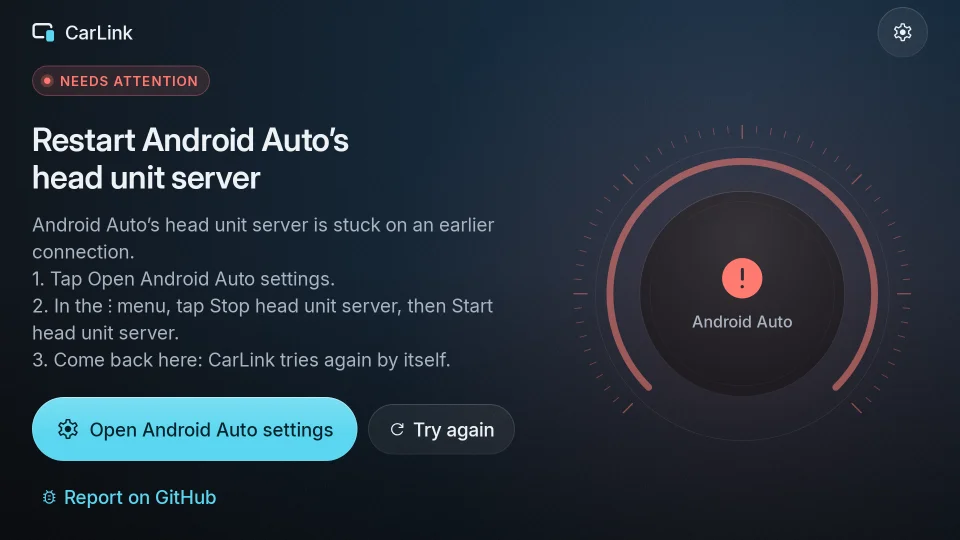 CarLink
NEEDS ATTENTION
Restart Android Auto’s
head unit server
Android Auto’s head unit server is stuck on an earlier
connection.
1. Tap Open Android Auto settings.
2. In the ⋮ menu, tap Stop head unit server, then Start
head unit server.
3. Come back here: CarLink tries again by itself.
Open Android Auto settings
Try again
Report on GitHub
Android Auto